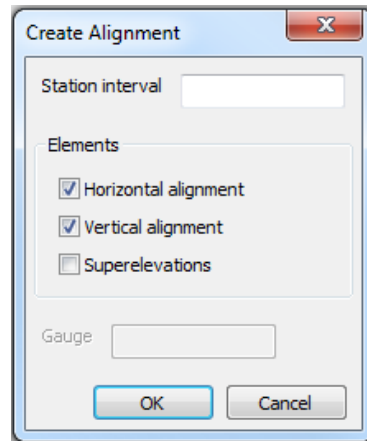 Create Alignment
Station interval
Elements
Horizontal alignment
Vertical alignment
Superelevations
Gauge
OK Cancel